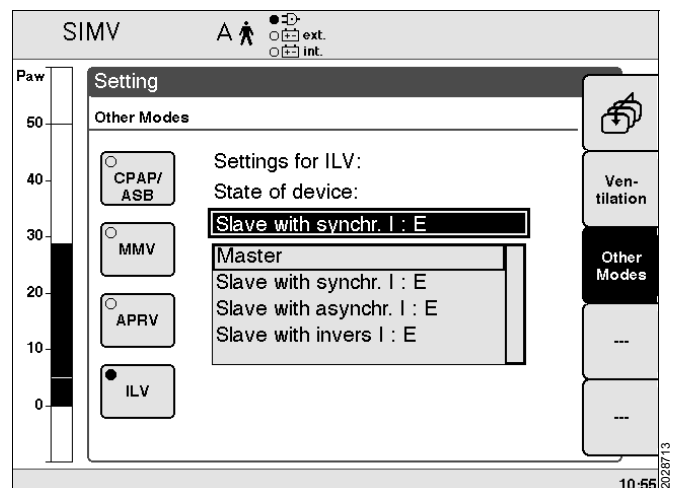 SIMV
A
ext.
int.
Paw
50
40
30
20
10
0
Setting
Other Modes
CPAP/
ASB
MMV
APRV
ILV
Settings for ILV:
State of device:
Slave with synchr. I : E
Master
Slave with synchr. I : E
Slave with asynchr. I : E
Slave with invers I : E
Ven-
tilation
Other
Modes
---
---
10:55
2028713